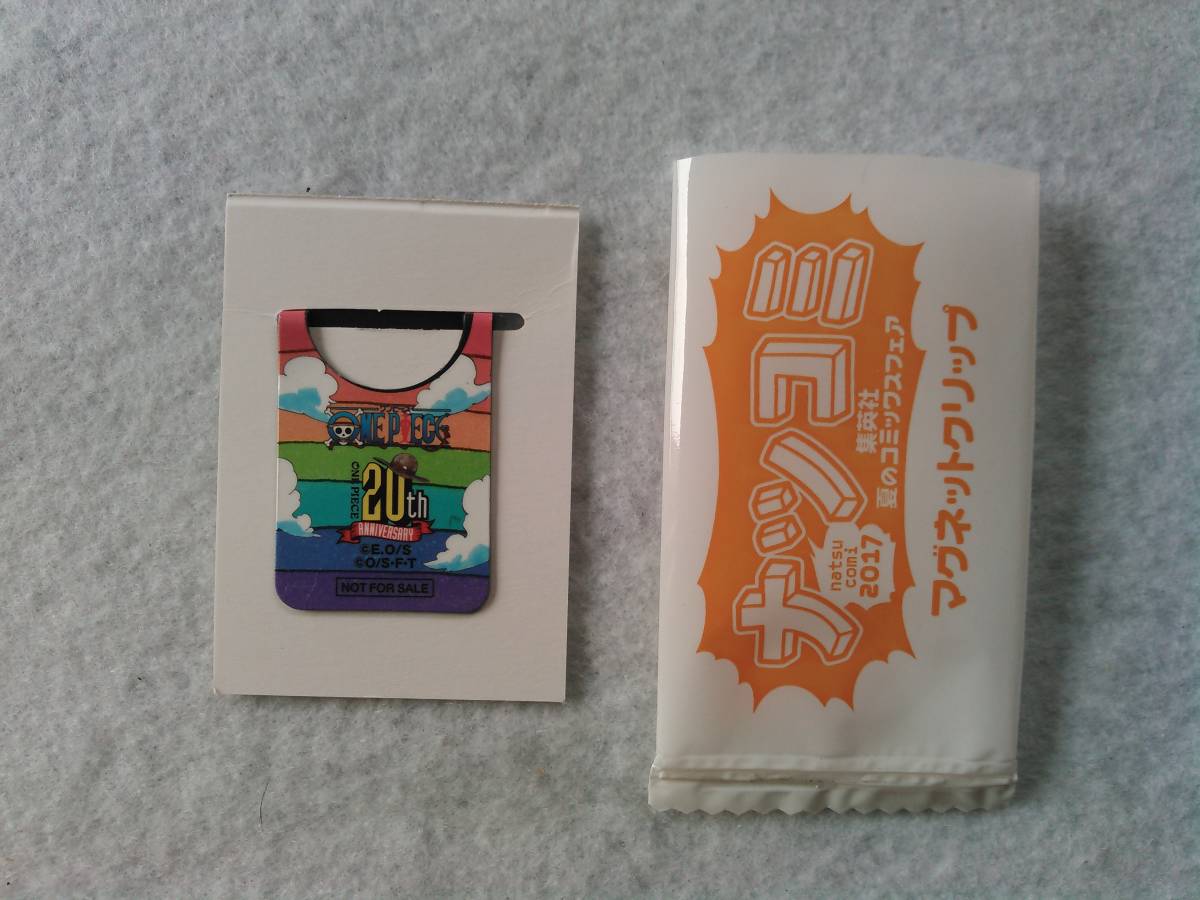 ONE PIECE
ONE PIECE
20th
ANNIVERSARY
©E.O/S
©O/S・F・T
NOT FOR SALE
ナツコミ
natsu
comi
2017
集英社
夏のコミックスフェア
マグネットクリップ